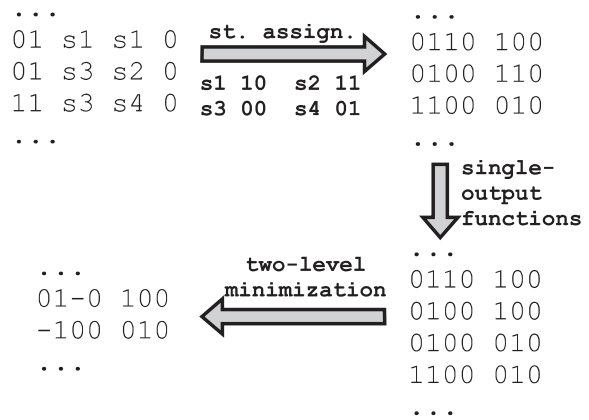 ...
01 s1 s1 0
01 s3 s2 0
11 s3 s4 0
...
st. assign.
s1 10 s2 11
s3 00 s4 01
...
0110 100
0100 110
1100 010
...
single-
output
functions
...
0110 100
0100 100
0100 010
1100 010
...
two-level
minimization
...
01-0 100
-100 010
...